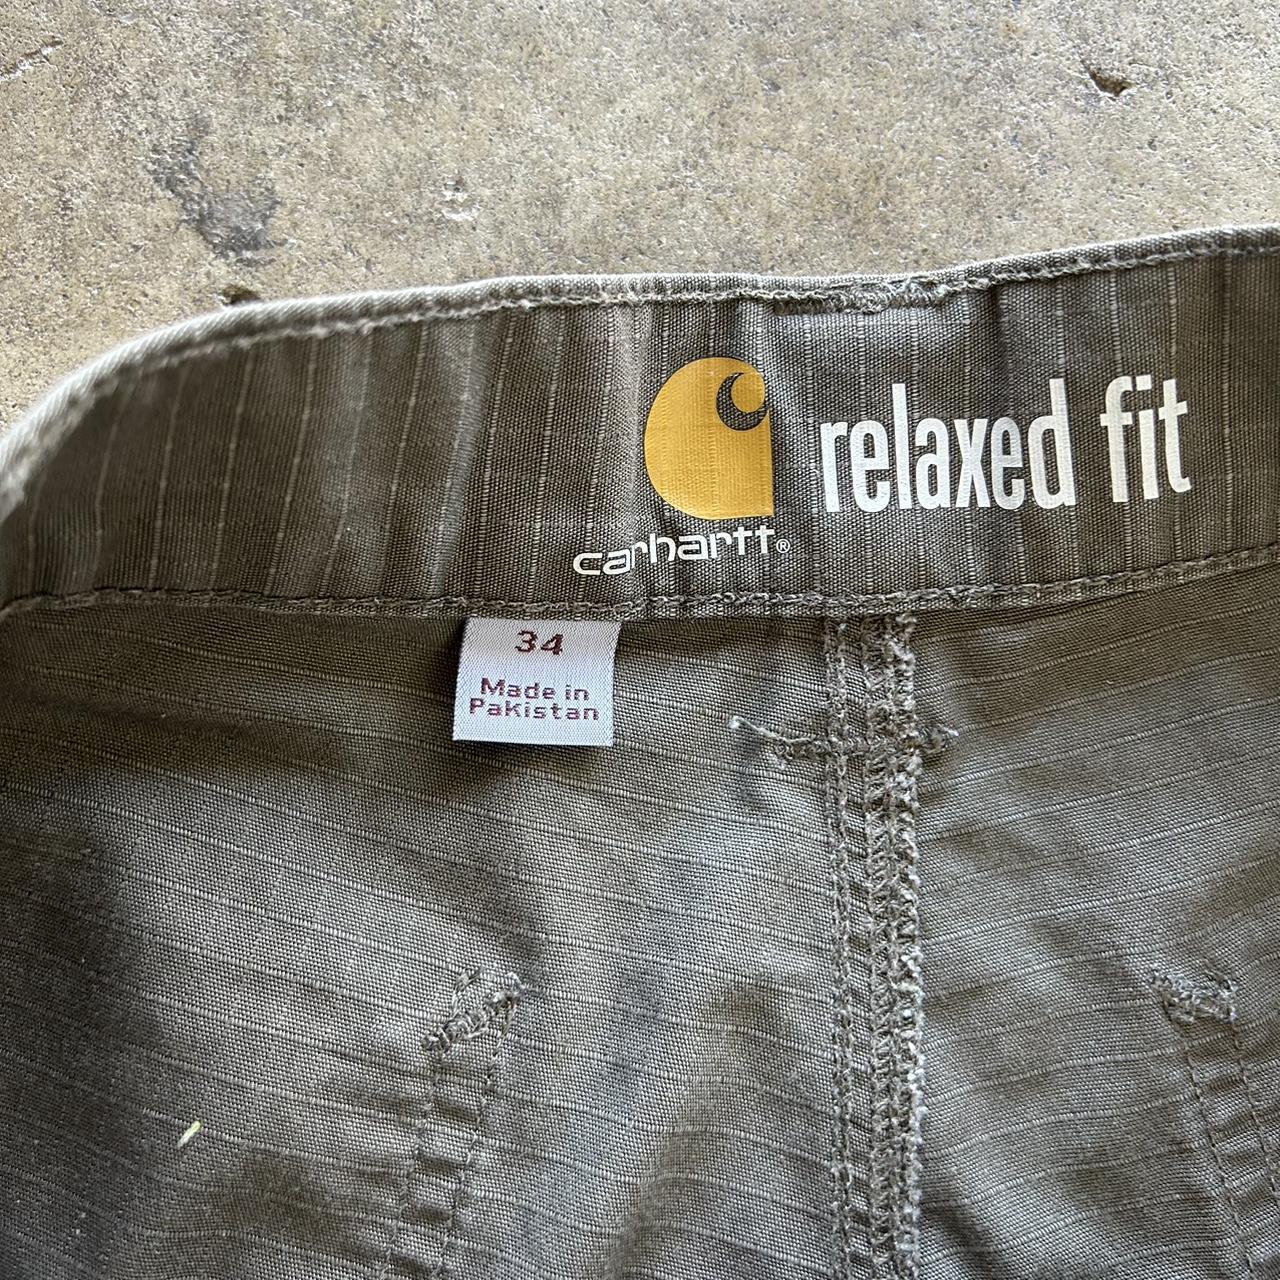 relaxed fit
carhartt®
34
Made in
Pakistan